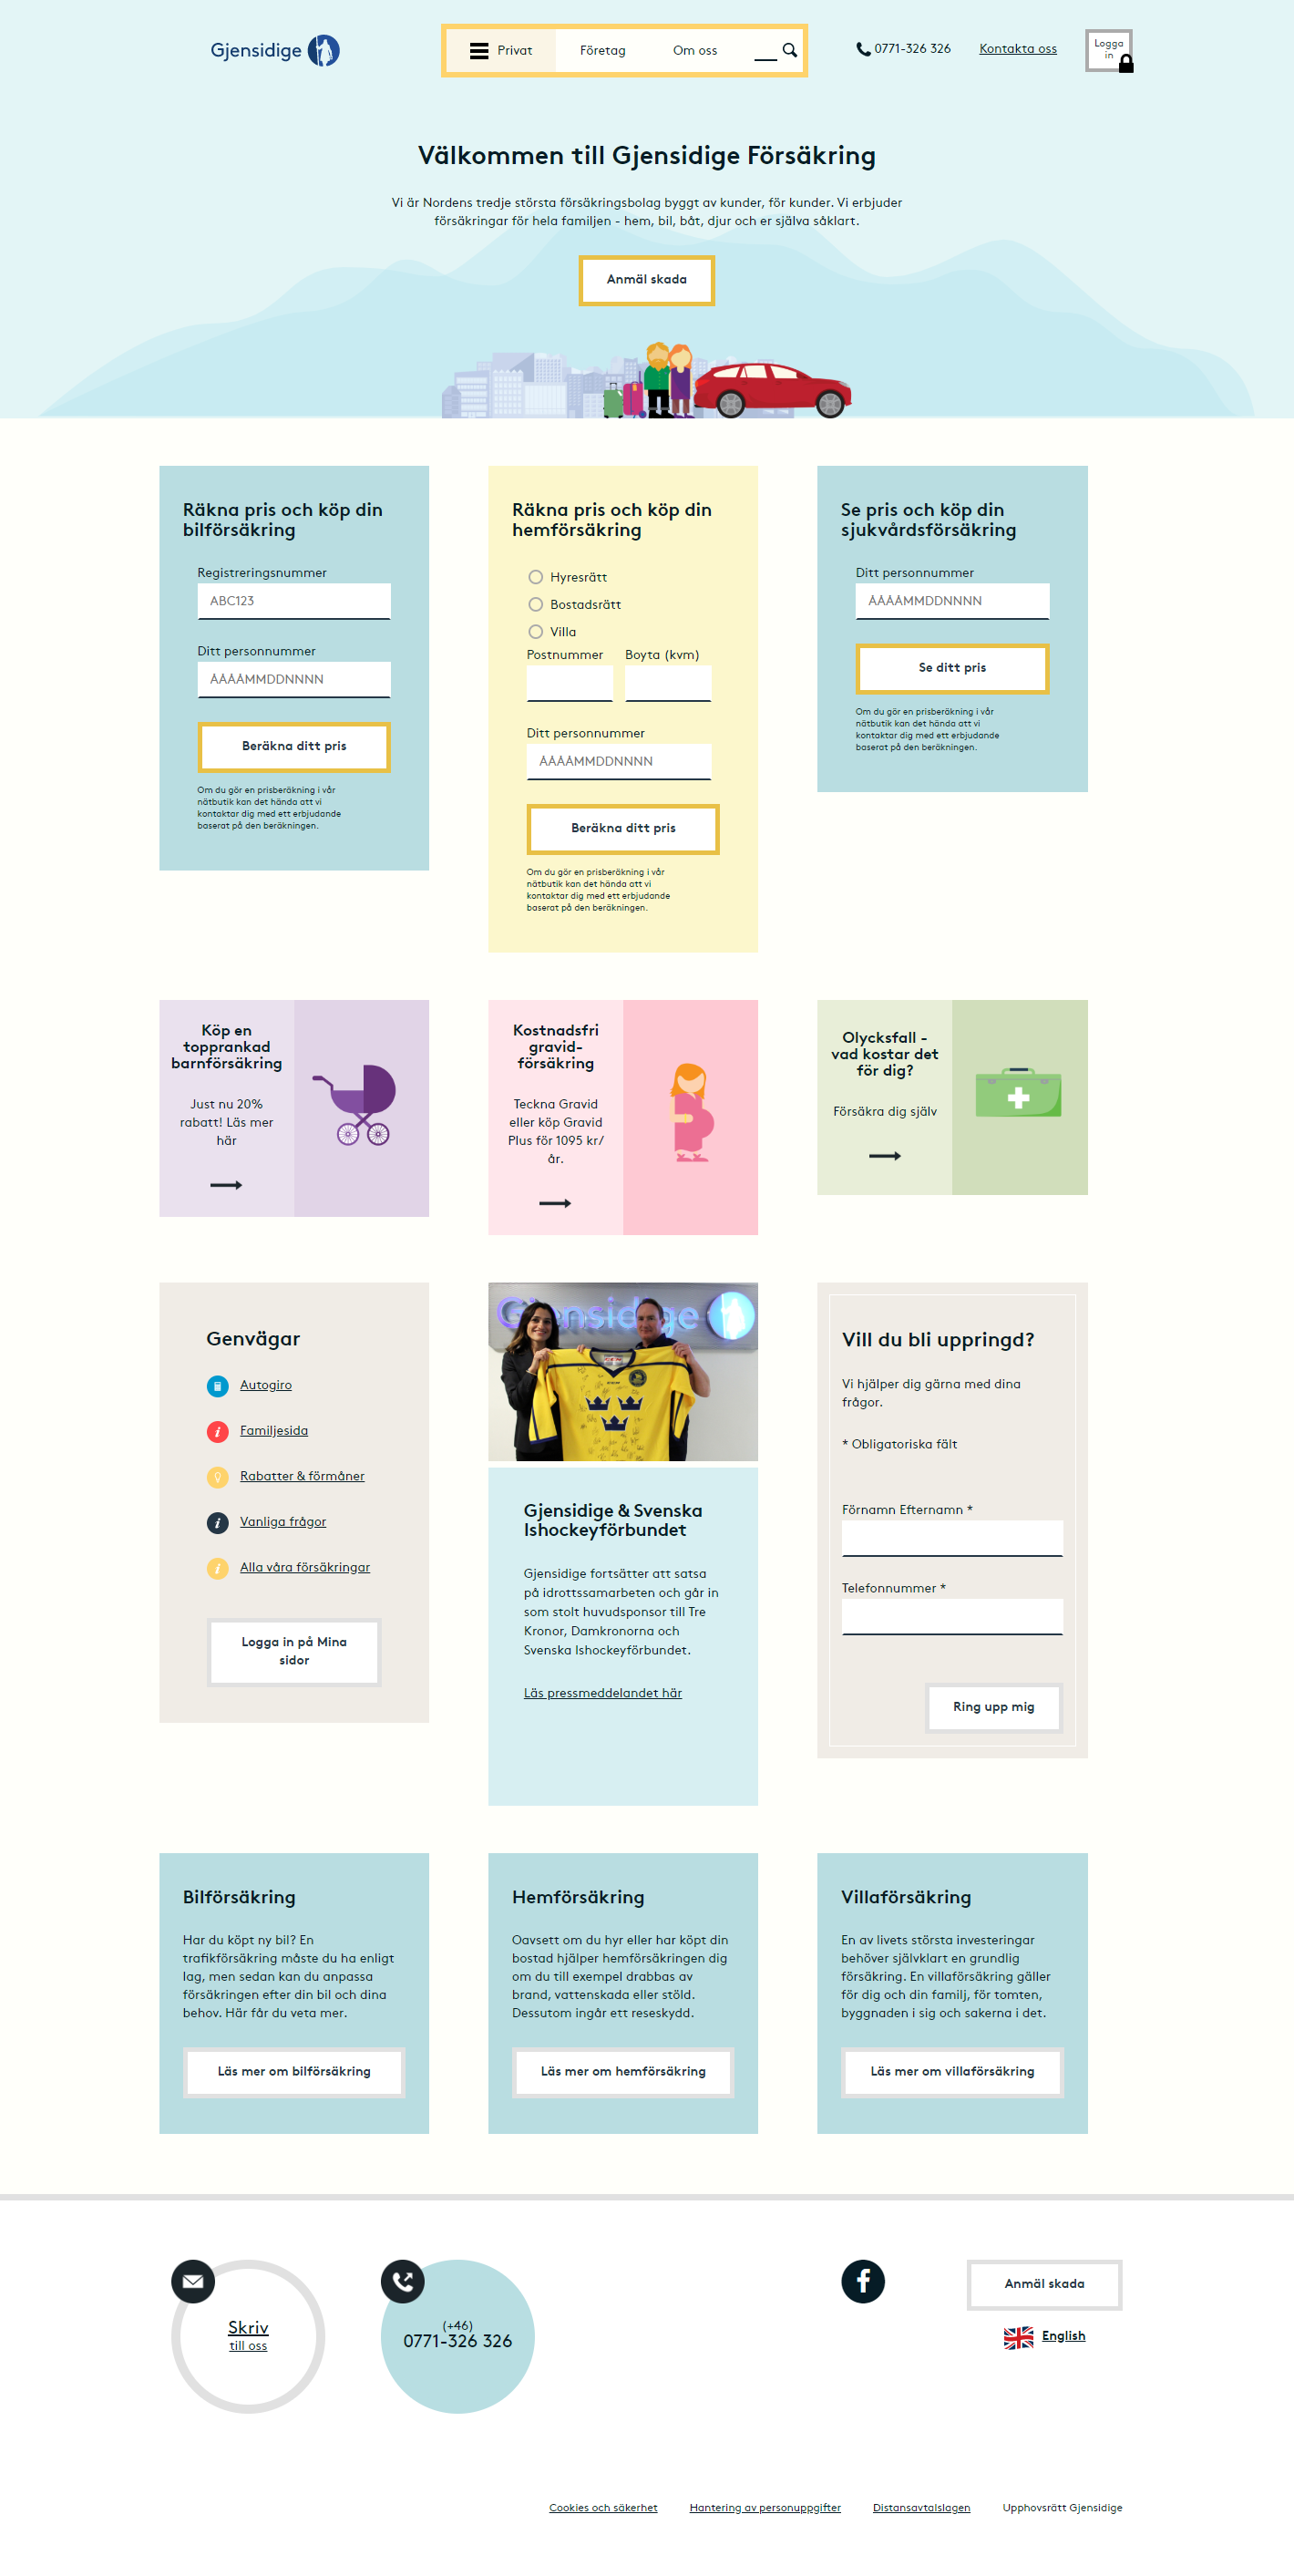 Gjensidige
Privat
Företag
Om oss
0771-326 326
Kontakta oss
Logga
in
Välkommen till Gjensidige Försäkring
Vi är Nordens tredje största försäkringsbolag byggt av kunder, för kunder. Vi erbjuder
försäkringar för hela familjen - hem, bil, båt, djur och er själva såklart.
Anmäl skada
Räkna pris och köp din
bilförsäkring
Registreringsnummer
ABC123
Ditt personnummer
ÅÅÅÅMMDDNNNN
Beräkna ditt pris
Om du gör en prisberäkning i vår
nätbutik kan det hända att vi
kontaktar dig med ett erbjudande
baserat på den beräkningen.
Räkna pris och köp din
hemförsäkring
Hyresrätt
Bostadsrätt
Villa
Postnummer
Boyta (kvm)
Ditt personnummer
ÅÅÅÅMMDDNNNN
Beräkna ditt pris
Om du gör en prisberäkning i vår
nätbutik kan det hända att vi
kontaktar dig med ett erbjudande
baserat på den beräkningen.
Se pris och köp din
sjukvårdsförsäkring
Ditt personnummer
ÅÅÅÅMMDDNNNN
Se ditt pris
Om du gör en prisberäkning i vår
nätbutik kan det hända att vi
kontaktar dig med ett erbjudande
baserat på den beräkningen.
Köp en
topprankad
barnförsäkring
Just nu 20%
rabatt! Läs mer
här
Kostnadsfri
gravid-
försäkring
Teckna Gravid
eller köp Gravid
Plus för 1095 kr/
år.
Olycksfall -
vad kostar det
för dig?
Försäkra dig själv
Genvägar
Autogiro
Familjesida
Rabatter & förmåner
Vanliga frågor
Alla våra försäkringar
Logga in på Mina
sidor
Gjensidige
Gjensidige & Svenska
Ishockeyförbundet
Gjensidige fortsätter att satsa
på idrottssamarbeten och går in
som stolt huvudsponsor till Tre
Kronor, Damkronorna och
Svenska Ishockeyförbundet.
Läs pressmeddelandet här
Vill du bli uppringd?
Vi hjälper dig gärna med dina
frågor.
* Obligatoriska fält
Förnamn Efternamn *
Telefonnummer *
Ring upp mig
Bilförsäkring
Har du köpt ny bil? En
trafikförsäkring måste du ha enligt
lag, men sedan kan du anpassa
försäkringen efter din bil och dina
behov. Här får du veta mer.
Läs mer om bilförsäkring
Hemförsäkring
Oavsett om du hyr eller har köpt din
bostad hjälper hemförsäkringen dig
om du till exempel drabbas av
brand, vattenskada eller stöld.
Dessutom ingår ett reseskydd.
Läs mer om hemförsäkring
Villaförsäkring
En av livets största investeringar
behöver självklart en grundlig
försäkring. En villaförsäkring gäller
för dig och din familj, för tomten,
byggnaden i sig och sakerna i det.
Läs mer om villaförsäkring
Skriv
till oss
(+46)
0771-326 326
Anmäl skada
English
Cookies och säkerhet
Hantering av personuppgifter
Distansavtalslagen
Upphovsrätt Gjensidige